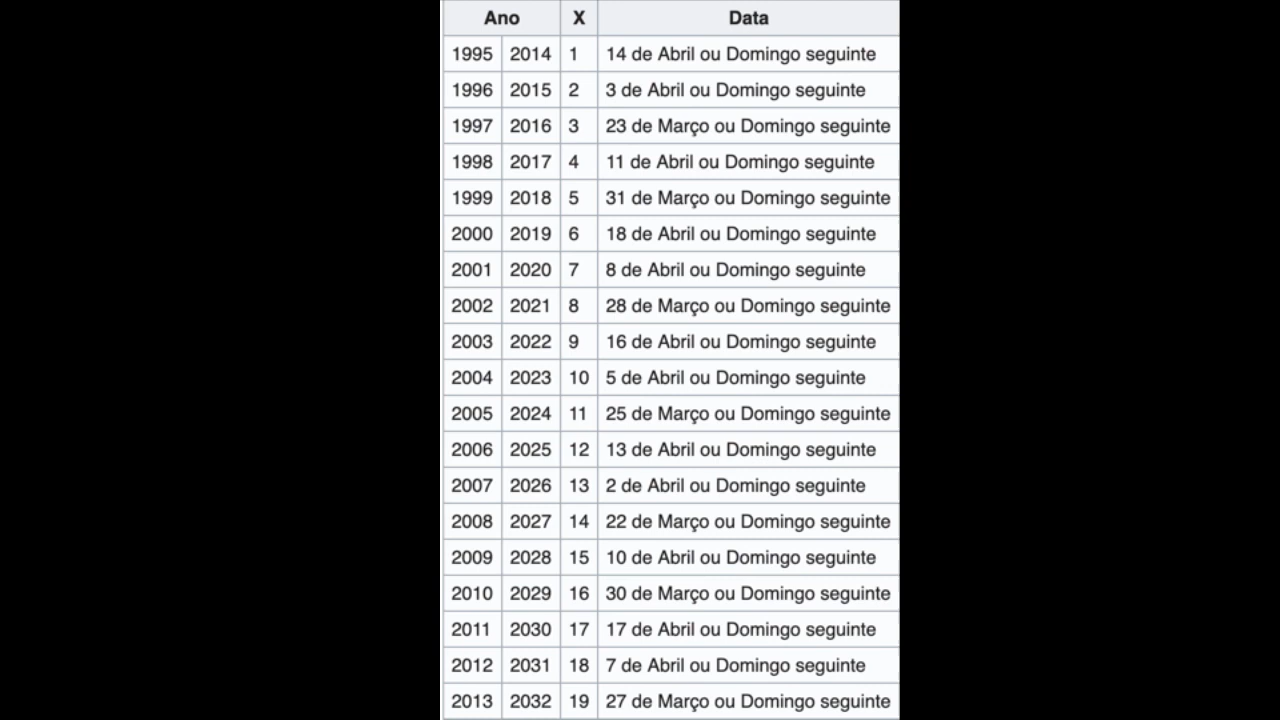 Ano X Data
1995 2014 1 14 de Abril ou Domingo seguinte
1996 2015 2 3 de Abril ou Domingo seguinte
1997 2016 3 23 de Março ou Domingo seguinte
1998 2017 4 11 de Abril ou Domingo seguinte
1999 2018 5 31 de Março ou Domingo seguinte
2000 2019 6 18 de Abril ou Domingo seguinte
2001 2020 7 8 de Abril ou Domingo seguinte
2002 2021 8 28 de Março ou Domingo seguinte
2003 2022 9 16 de Abril ou Domingo seguinte
2004 2023 10 5 de Abril ou Domingo seguinte
2005 2024 11 25 de Março ou Domingo seguinte
2006 2025 12 13 de Abril ou Domingo seguinte
2007 2026 13 2 de Abril ou Domingo seguinte
2008 2027 14 22 de Março ou Domingo seguinte
2009 2028 15 10 de Abril ou Domingo seguinte
2010 2029 16 30 de Março ou Domingo seguinte
2011 2030 17 17 de Abril ou Domingo seguinte
2012 2031 18 7 de Abril ou Domingo seguinte
2013 2032 19 27 de Março ou Domingo seguinte